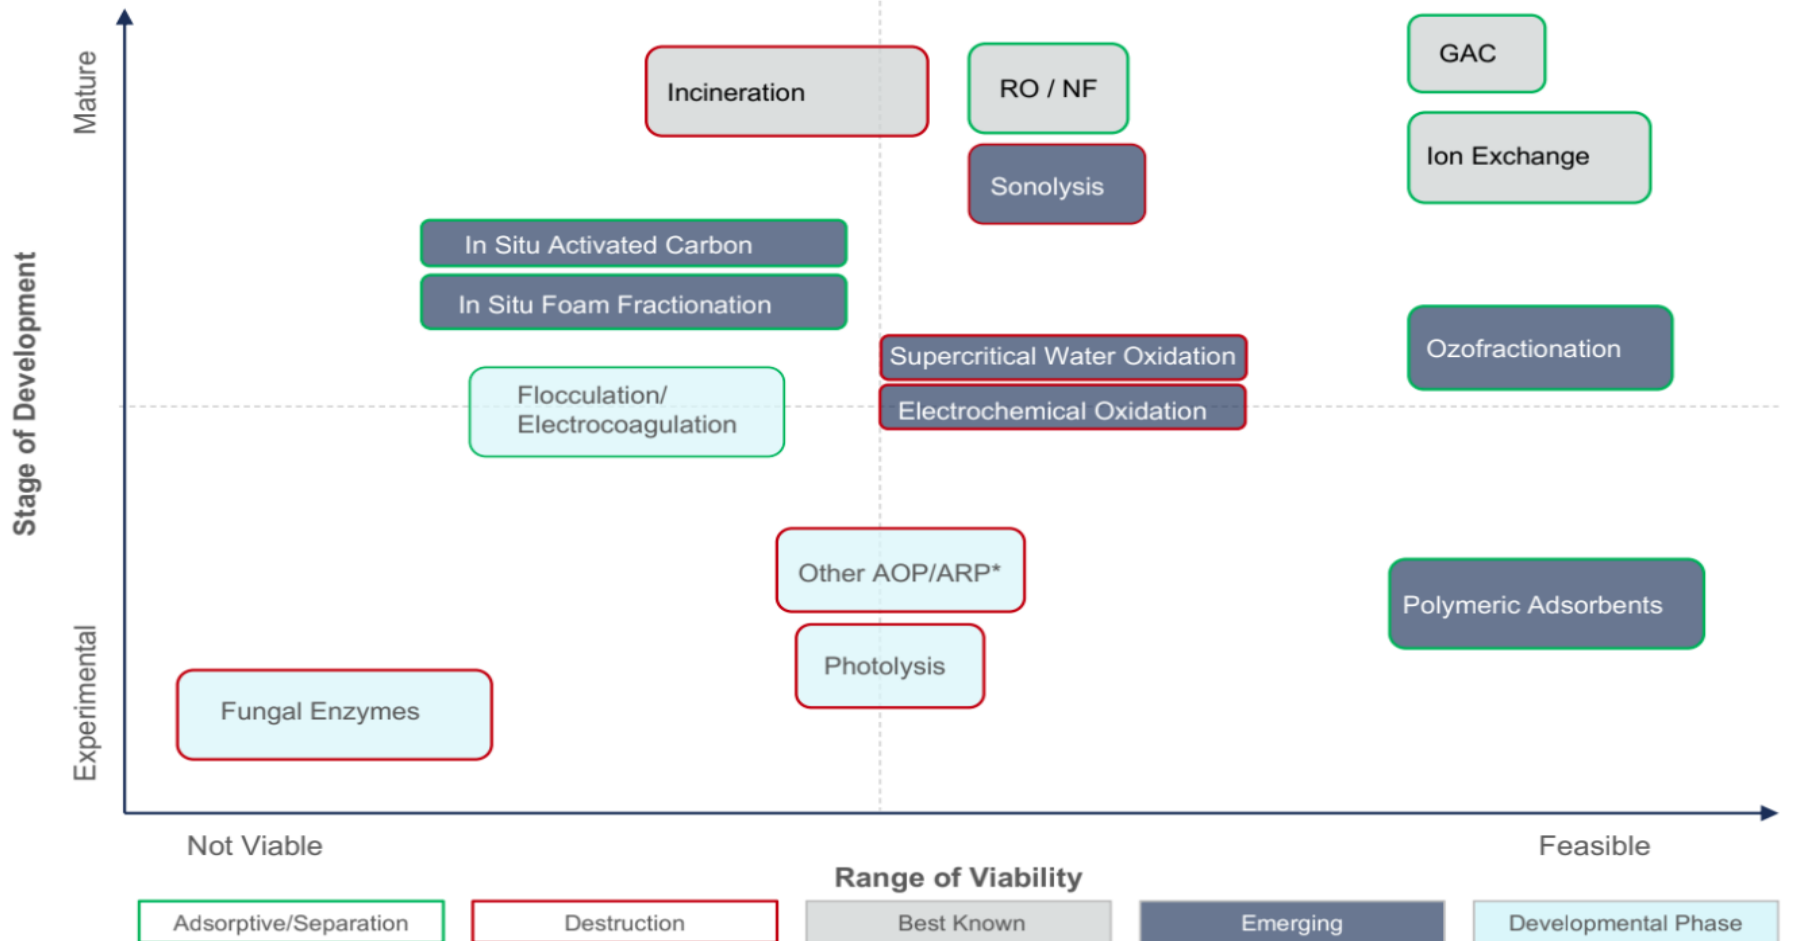 Mature
Stage of Development
Experimental
GAC
Incineration
RO / NF
Ion Exchange
Sonolysis
In Situ Activated Carbon
In Situ Foam Fractionation
Supercritical Water Oxidation
Ozofractionation
Flocculation/
Electrocoagulation
Electrochemical Oxidation
Other AOP/ARP*
Polymeric Adsorbents
Photolysis
Fungal Enzymes
Not Viable
Feasible
Range of Viability
Adsorptive/Separation
Destruction
Best Known
Emerging
Developmental Phase